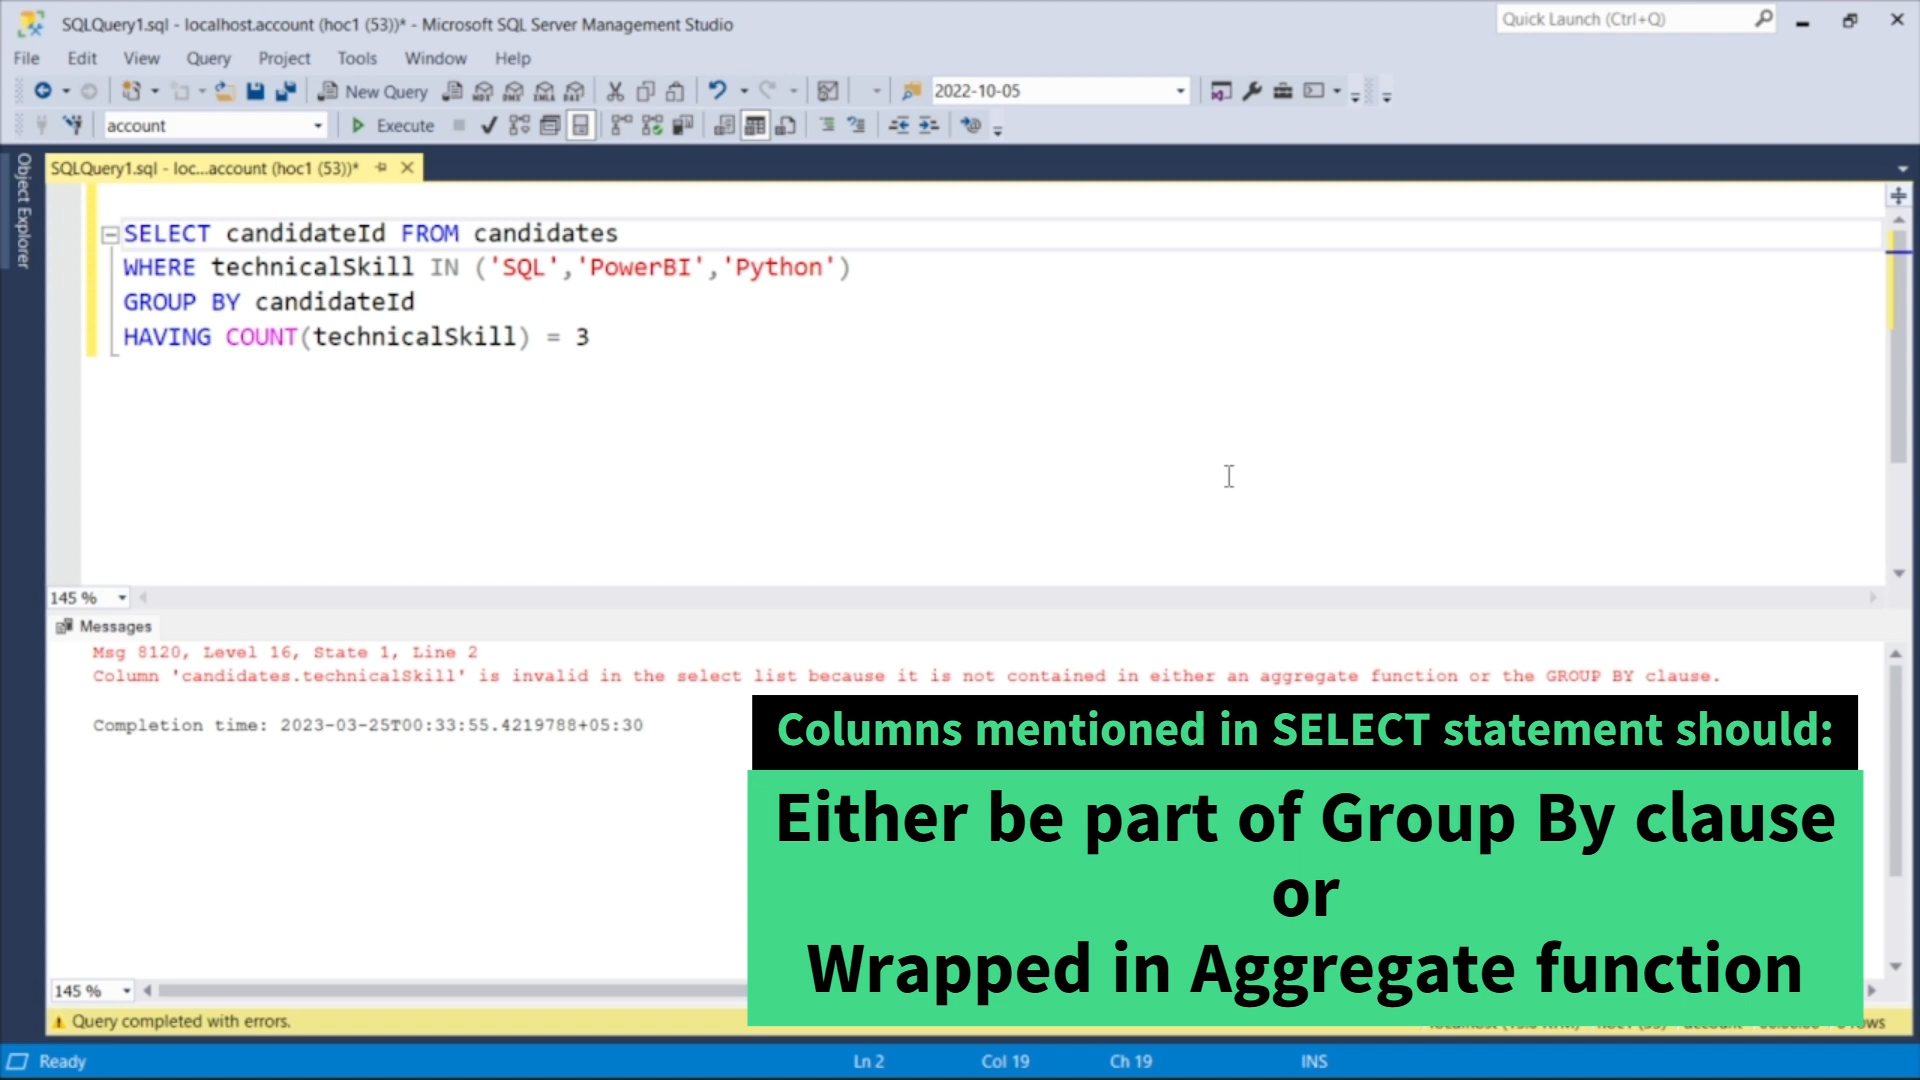 SQLQuery1.sql - localhost.account (hoc1 (53))* - Microsoft SQL Server Management Studio
Quick Launch (Ctrl+Q)
File Edit View Query Project Tools Window Help
New Query
2022-10-05
account
Execute
SQLQuery1.sql - loc...account (hoc1 (53))*
Object Explorer
SELECT candidateId FROM candidates
WHERE technicalSkill IN ('SQL','PowerBI','Python')
GROUP BY candidateId
HAVING COUNT(technicalSkill) = 3
145 %
Messages
Msg 8120, Level 16, State 1, Line 2
Column 'candidates.technicalSkill' is invalid in the select list because it is not contained in either an aggregate function or the GROUP BY clause.
Completion time: 2023-03-25T00:33:55.4219788+05:30
Columns mentioned in SELECT statement should:
Either be part of Group By clause
or
Wrapped in Aggregate function
145 %
Query completed with errors.
Ready
Ln 2
Col 19
Ch 19
INS